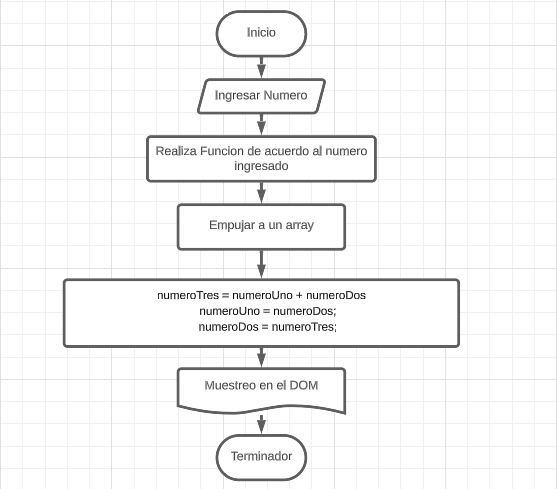 Inicio
Ingresar Numero
Realiza Funcion de acuerdo al numero
ingresado
Empujar a un array
numeroTres = numeroUno + numeroDos
numeroUno = numeroDos;
numeroDos = numeroTres;
Muestreo en el DOM
Terminador